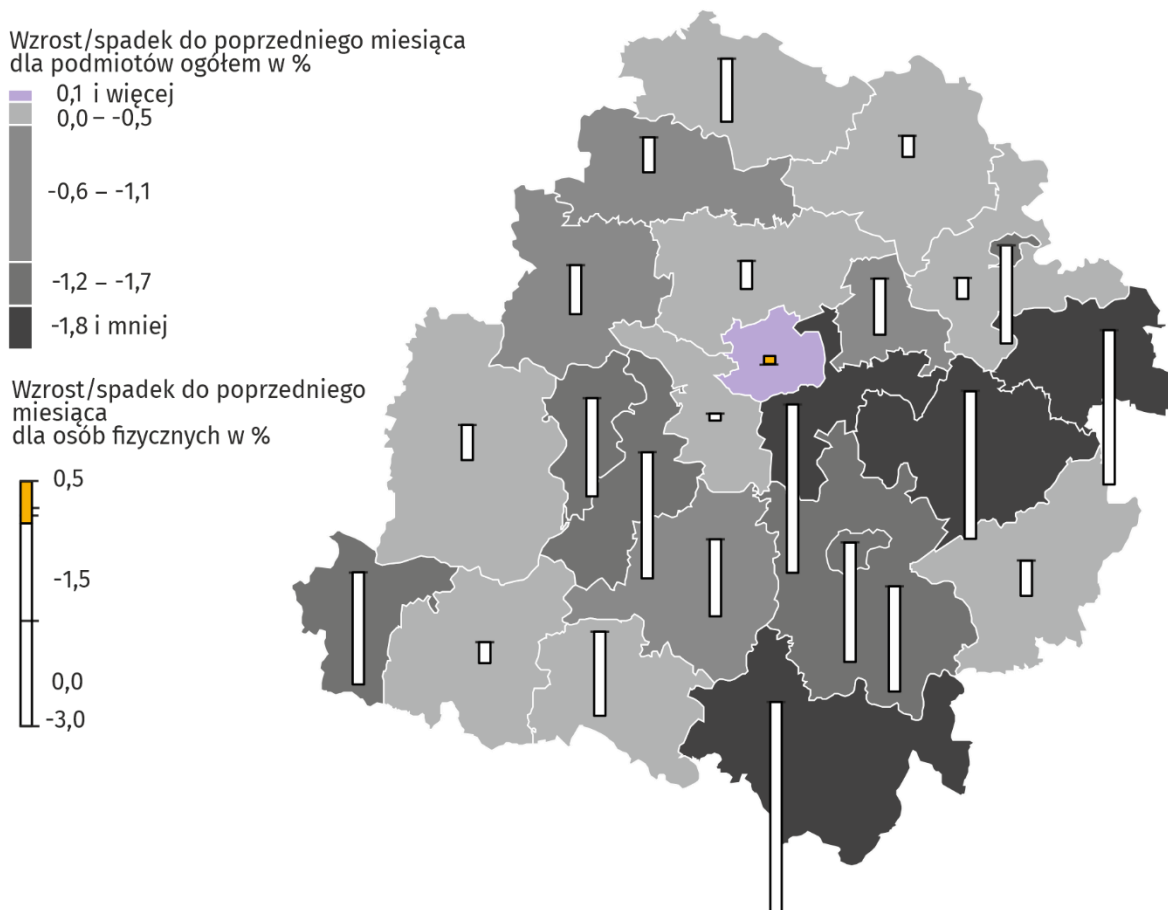 Wzrost/spadek do poprzedniego miesiąca
dla podmiotów ogółem w %
0,1 i więcej
0,0 – -0,5
-0,6 – -1,1
-1,2 – -1,7
-1,8 i mniej
Wzrost/spadek do poprzedniego
miesiąca
dla osób fizycznych w %
0,5
-1,5
0,0
-3,0